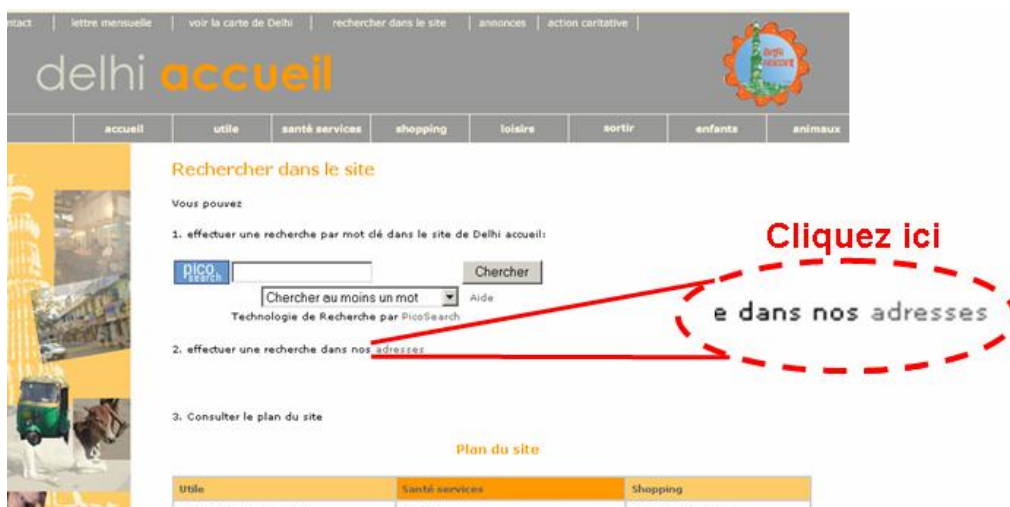 ntact | lettre mensuelle | voir la carte de Delhi | rechercher dans le site | annonces | action caritative |
delhi accueil
accueil utile santé services shopping loisirs sortir enfants animaux
Rechercher dans le site
Vous pouvez
1. effectuer une recherche par mot clé dans le site de Delhi accueil:
pico search Chercher
Chercher au moins un mot Aide
Technologie de Recherche par PicoSearch
Cliquez ici
e dans nos adresses
2. effectuer une recherche dans nos adresses
3. Consulter le plan du site
Plan du site
Utile Santé services Shopping